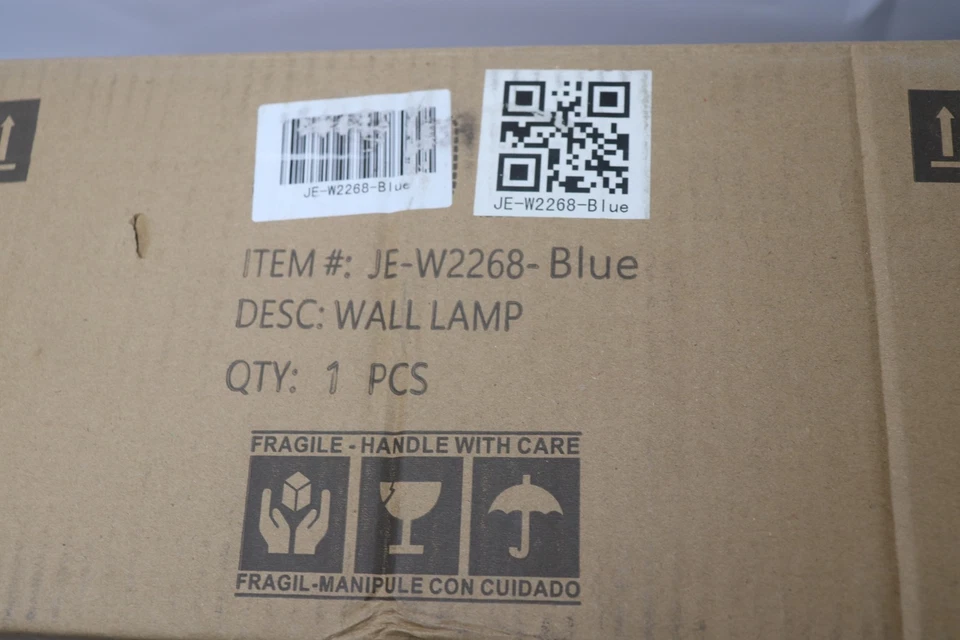 JE-W2268-Blue
JE-W2268-Blue
ITEM #: JE-W2268-Blue
DESC: WALL LAMP
QTY: 1 PCS
FRAGILE - HANDLE WITH CARE
FRAGIL-MANIPULE CON CUIDADO